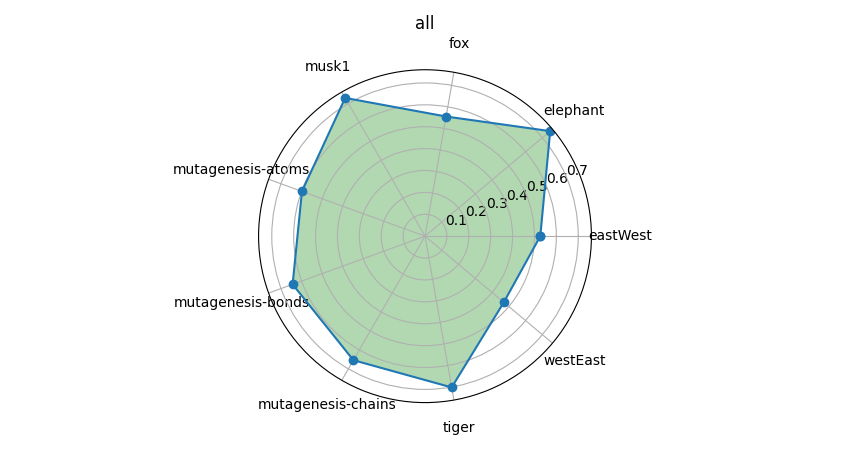 all
fox
musk1
elephant
mutagenesis-atoms
0.7
0.6
0.5
0.4
0.3
0.2
0.1
eastWest
mutagenesis-bonds
westEast
mutagenesis-chains
tiger